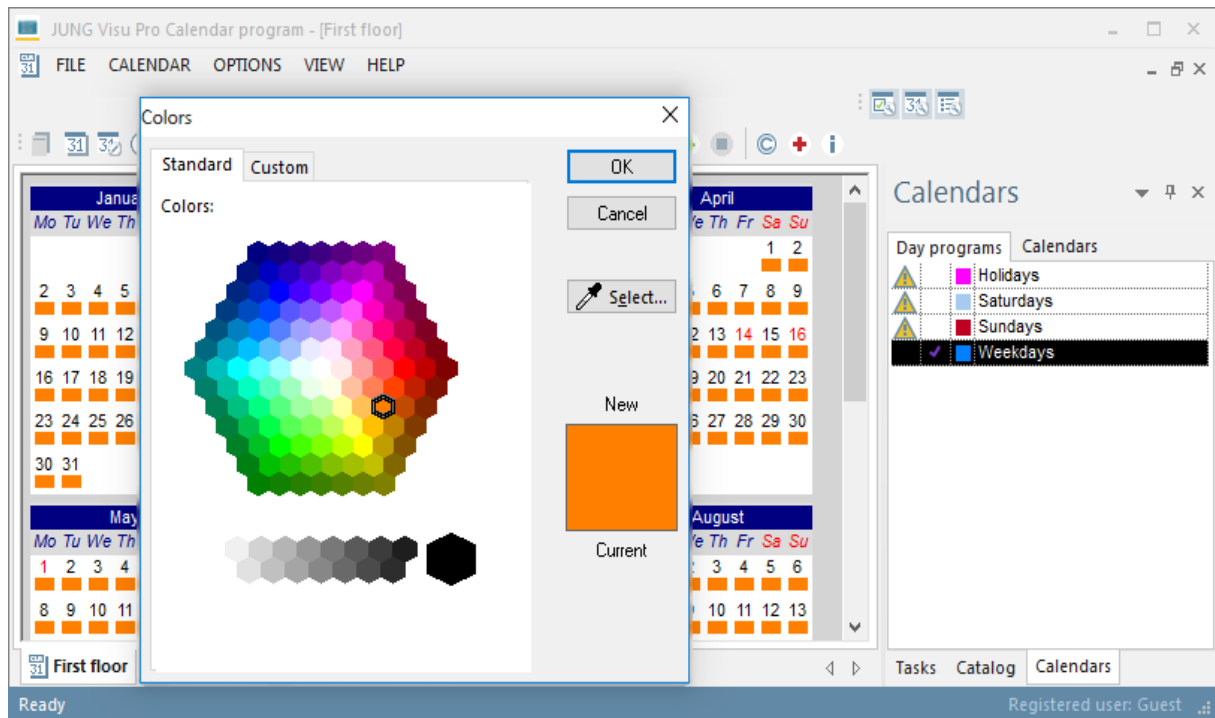 JUNG Visu Pro Calendar program - [First floor]
FILE CALENDAR OPTIONS VIEW HELP
Colors
Standard Custom
Colors:
OK
Cancel
Select...
New
Current
Mo Tu We Th
2 3 4 5
9 10 11 12
16 17 18 19
23 24 25 26
30 31
May
Mo Tu We Th
1 2 3 4
8 9 10 11
April
Th Fr Sa Su
1 2
6 7 8 9
13 14 15 16
20 21 22 23
27 28 29 30
August
Th Fr Sa Su
3 4 5 6
10 11 12 13
Calendars
Day programs Calendars
Holidays
Saturdays
Sundays
Weekdays
First floor
Tasks Catalog Calendars
Ready
Registered user: Guest